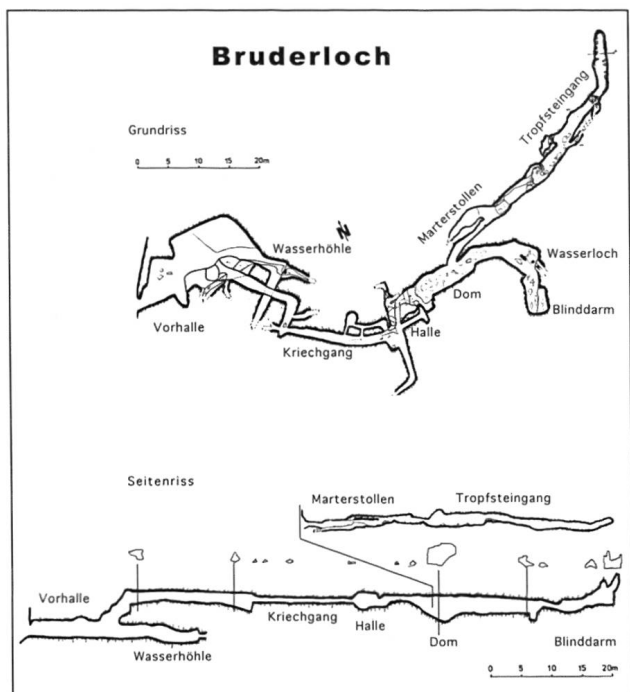 Bruderloch
Grundriss
0 5 10 15 20m
Tropfsteingang
Marterstollen
N
Wasserhöhle
Wasserloch
Dom
Blinddarm
Vorhalle
Halle
Kriechgang
Seitenriss
Marterstollen Tropfsteingang
Vorhalle
Kriechgang
Halle
Dom
Blinddarm
Wasserhöhle
0 5 10 15 20m